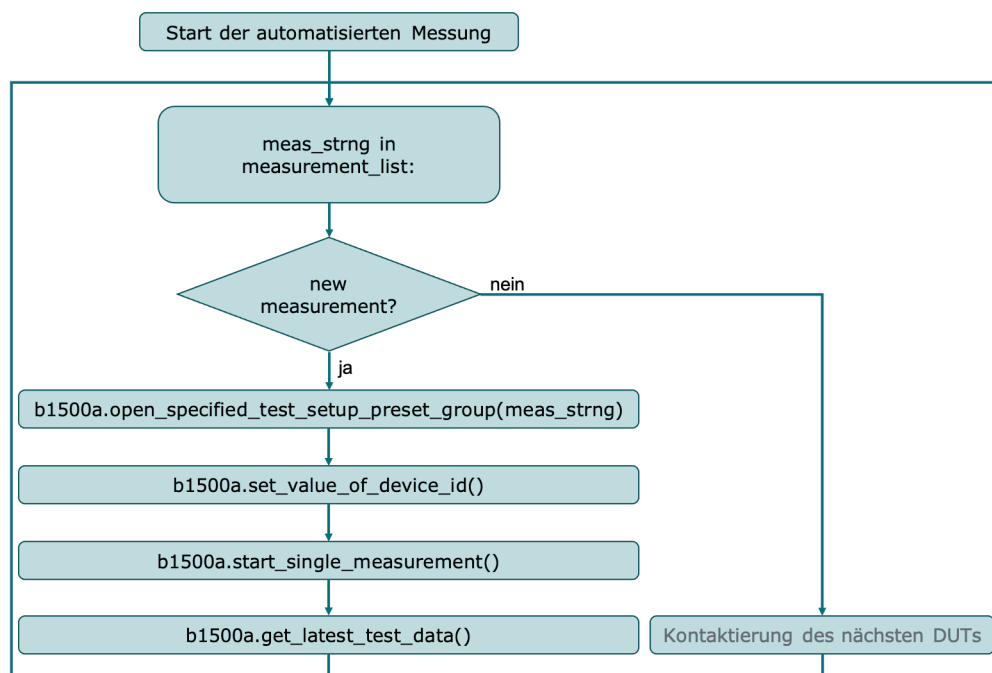 Start der automatisierten Messung
meas_strng in
measurement_list:
new
measurement?
nein
ja
b1500a.open_specified_test_setup_preset_group(meas_strng)
b1500a.set_value_of_device_id()
b1500a.start_single_measurement()
b1500a.get_latest_test_data()
Kontaktierung des nächsten DUTs